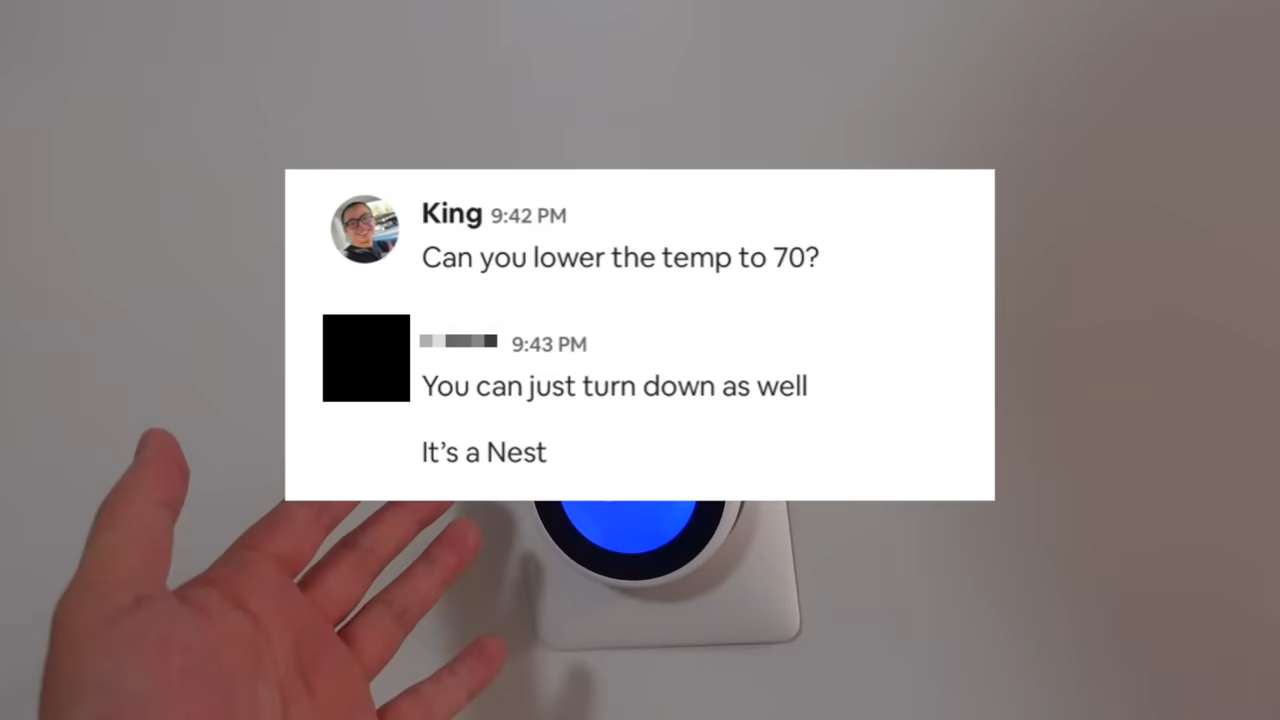 King 9:42 PM
Can you lower the temp to 70?
9:43 PM
You can just turn down as well
It’s a Nest